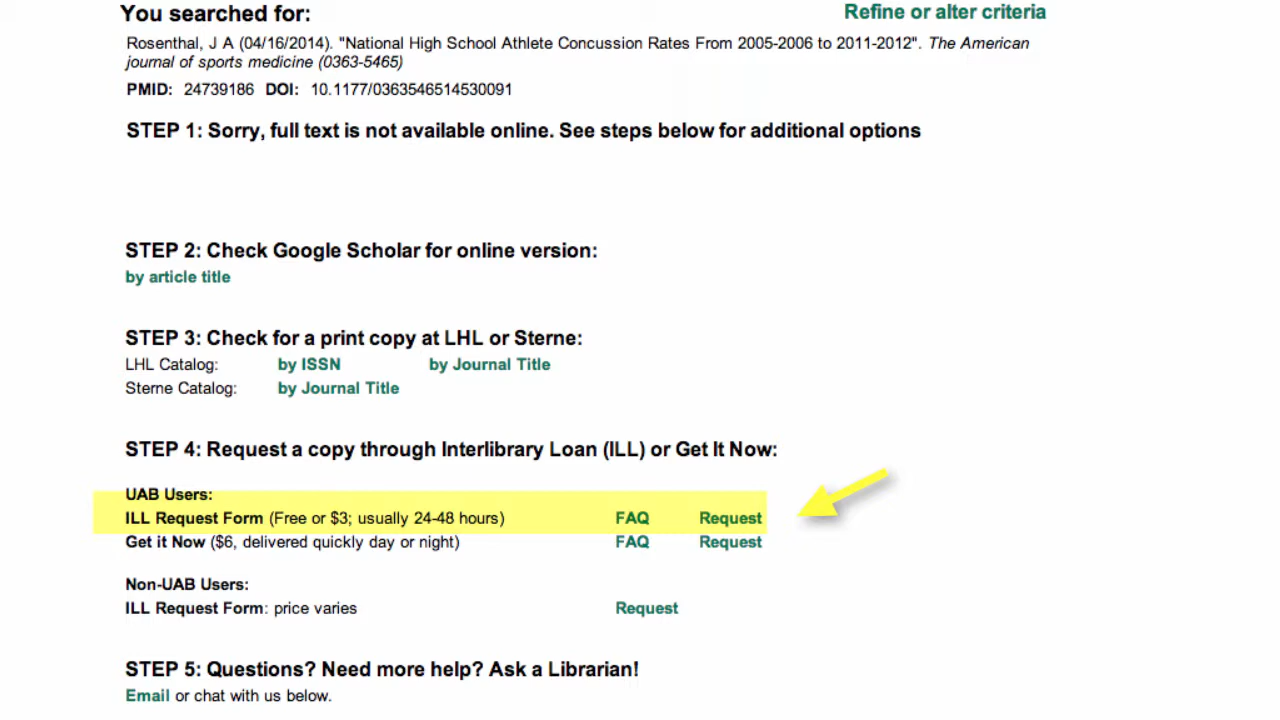 You searched for:
Refine or alter criteria
Rosenthal, J A (04/16/2014). "National High School Athlete Concussion Rates From 2005-2006 to 2011-2012". The American
journal of sports medicine (0363-5465)
PMID: 24739186 DOI: 10.1177/0363546514530091
STEP 1: Sorry, full text is not available online. See steps below for additional options
STEP 2: Check Google Scholar for online version:
by article title
STEP 3: Check for a print copy at LHL or Sterne:
LHL Catalog: by ISSN by Journal Title
Sterne Catalog: by Journal Title
STEP 4: Request a copy through Interlibrary Loan (ILL) or Get It Now:
UAB Users:
ILL Request Form (Free or $3; usually 24-48 hours) FAQ Request
Get it Now ($6, delivered quickly day or night) FAQ Request
Non-UAB Users:
ILL Request Form: price varies Request
STEP 5: Questions? Need more help? Ask a Librarian!
Email or chat with us below.